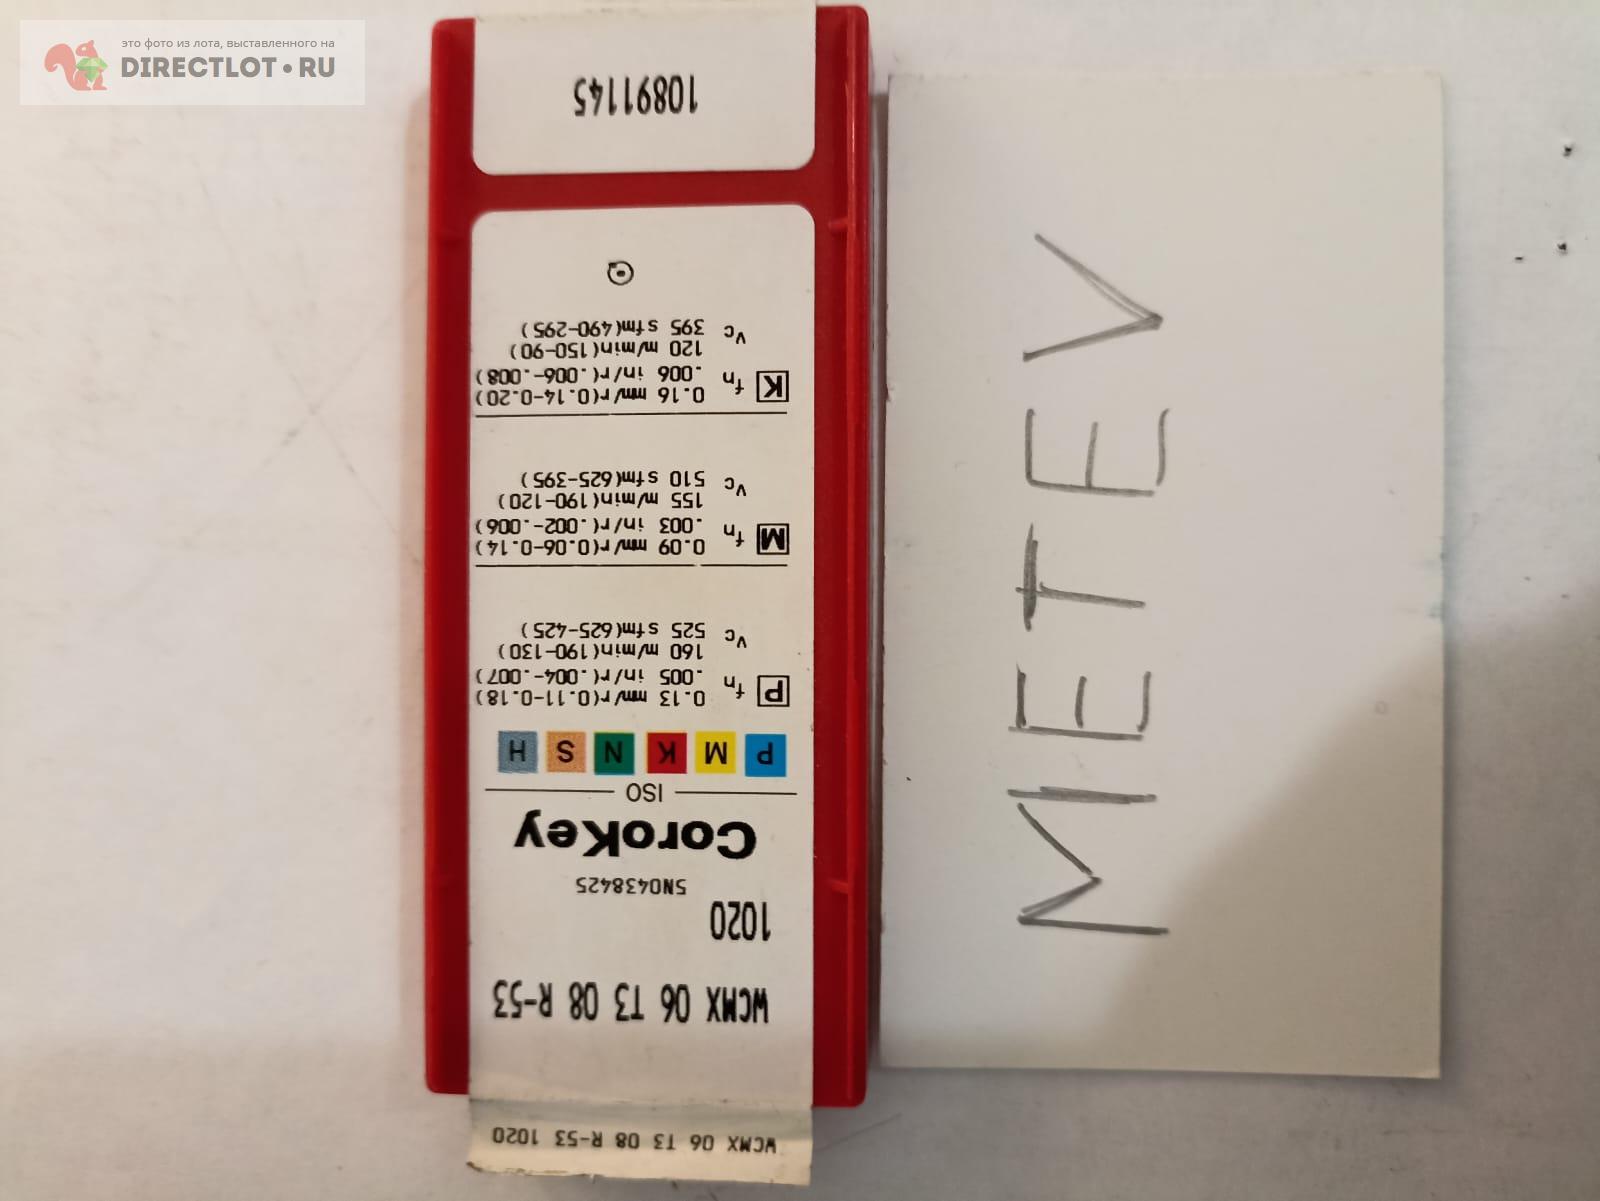 это фото из лота, выставленного на
DIRECTLOT•RU
WCMX 06 T3 08 R-53 1020
WCMX 06 T3 08 R-53
1020
5N0438425
CoroKey
ISO
P M K N S H
P fn 0.13 mm/r(0.11-0.18)
.005 in/r(.004-.007)
vc 160 m/min(190-130)
525 sfm(625-425)
M fn 0.09 mm/r(0.06-0.14)
.003 in/r(.002-.006)
vc 155 m/min(190-120)
510 sfm(625-395)
K fn 0.16 mm/r(0.14-0.20)
.006 in/r(.006-.008)
vc 120 m/min(150-90)
395 sfm(490-295)
10891145
METEV